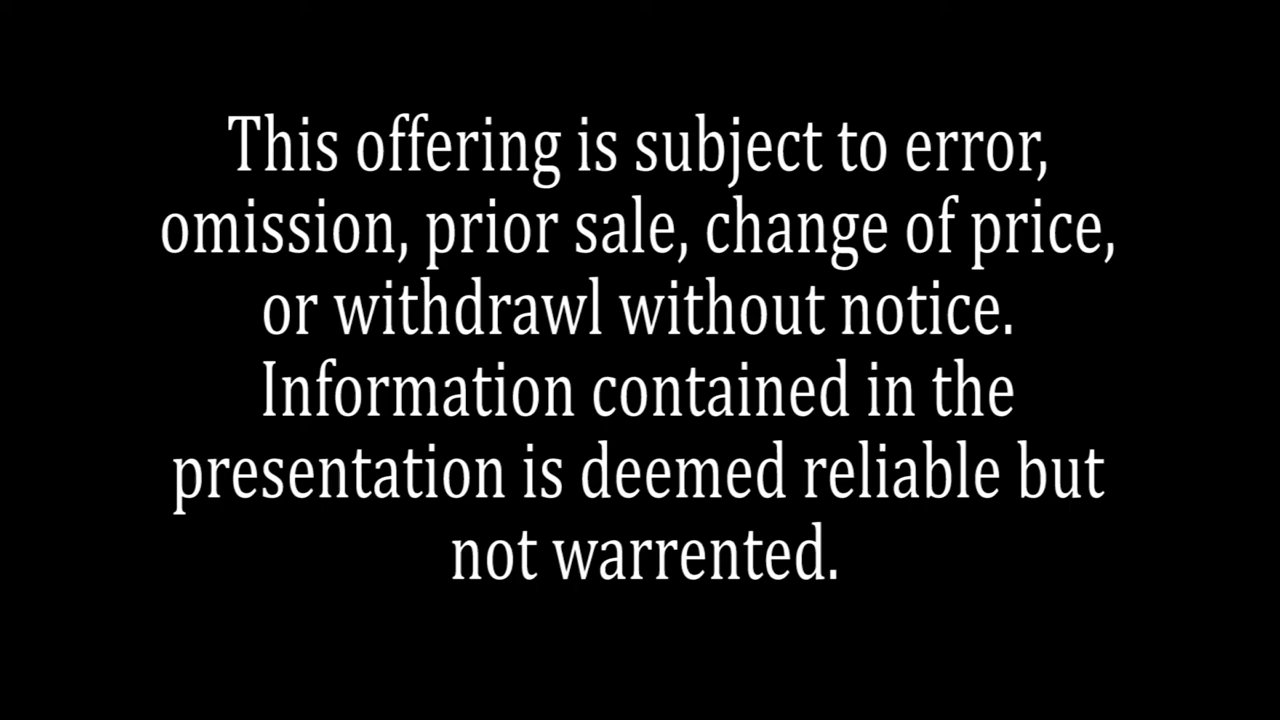 This offering is subject to error,
omission, prior sale, change of price,
or withdrawl without notice.
Information contained in the
presentation is deemed reliable but
not warrented.